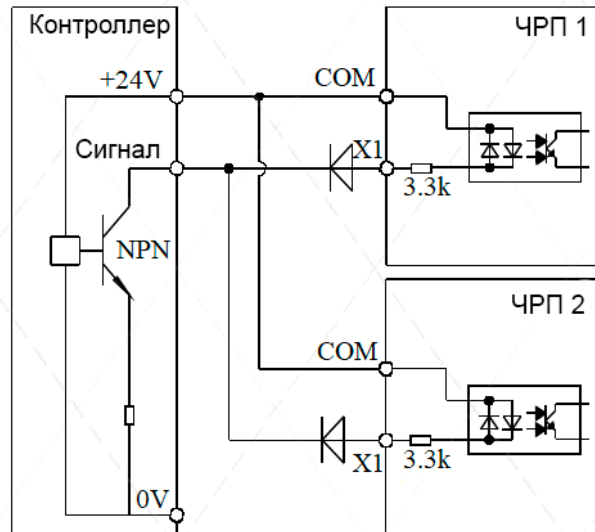 Контроллер
ЧРП 1
+24V
COM
Сигнал
X1
3.3k
NPN
ЧРП 2
COM
X1
3.3k
0V